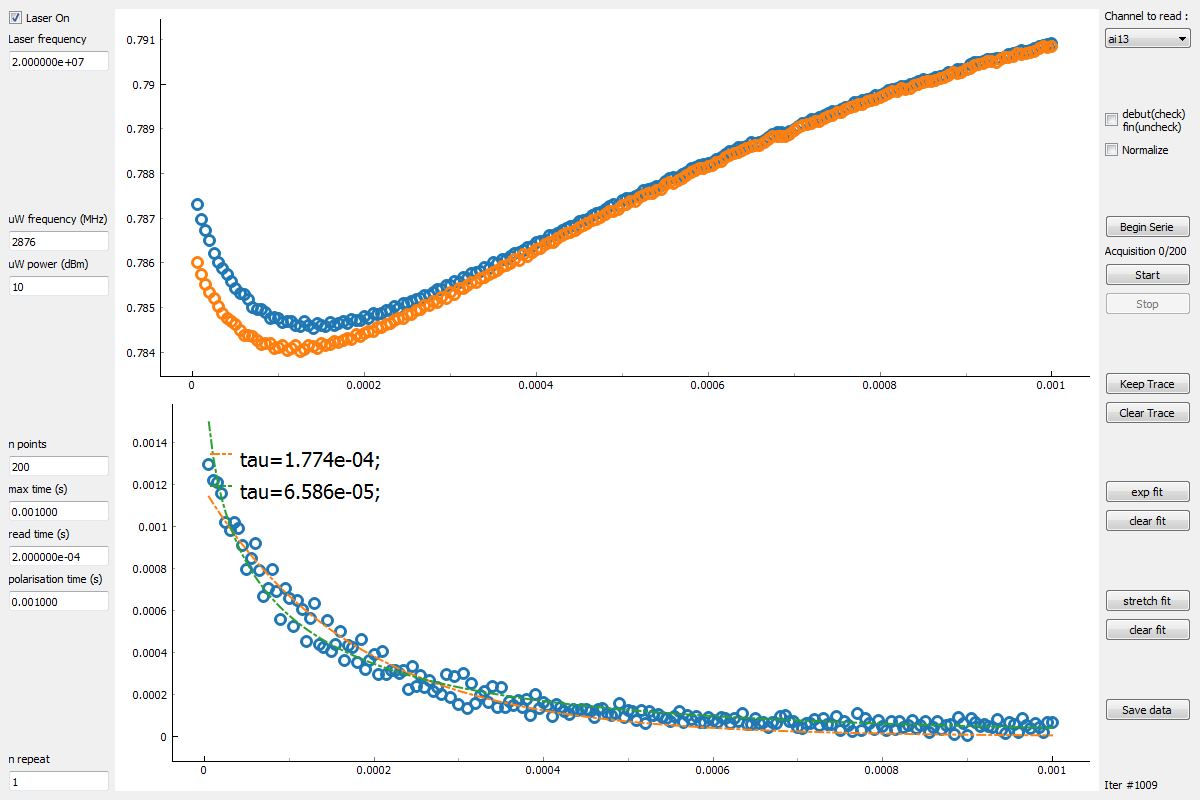 Laser On
Laser frequency
2.000000e+07
uW frequency (MHz)
2876
uW power (dBm)
10
n points
200
max time (s)
0.001000
read time (s)
2.000000e-04
polarisation time (s)
0.001000
n repeat
1
0.791
0.79
0.789
0.788
0.787
0.786
0.785
0.784
0 0.0002 0.0004 0.0006 0.0008 0.001
0.0014
0.0012
0.001
0.0008
0.0006
0.0004
0.0002
0
tau=1.774e-04;
tau=6.586e-05;
0 0.0002 0.0004 0.0006 0.0008 0.001
Channel to read :
ai13
debut(check)
fin(uncheck)
Normalize
Begin Serie
Acquisition 0/200
Start
Stop
Keep Trace
Clear Trace
exp fit
clear fit
stretch fit
clear fit
Save data
Iter #1009